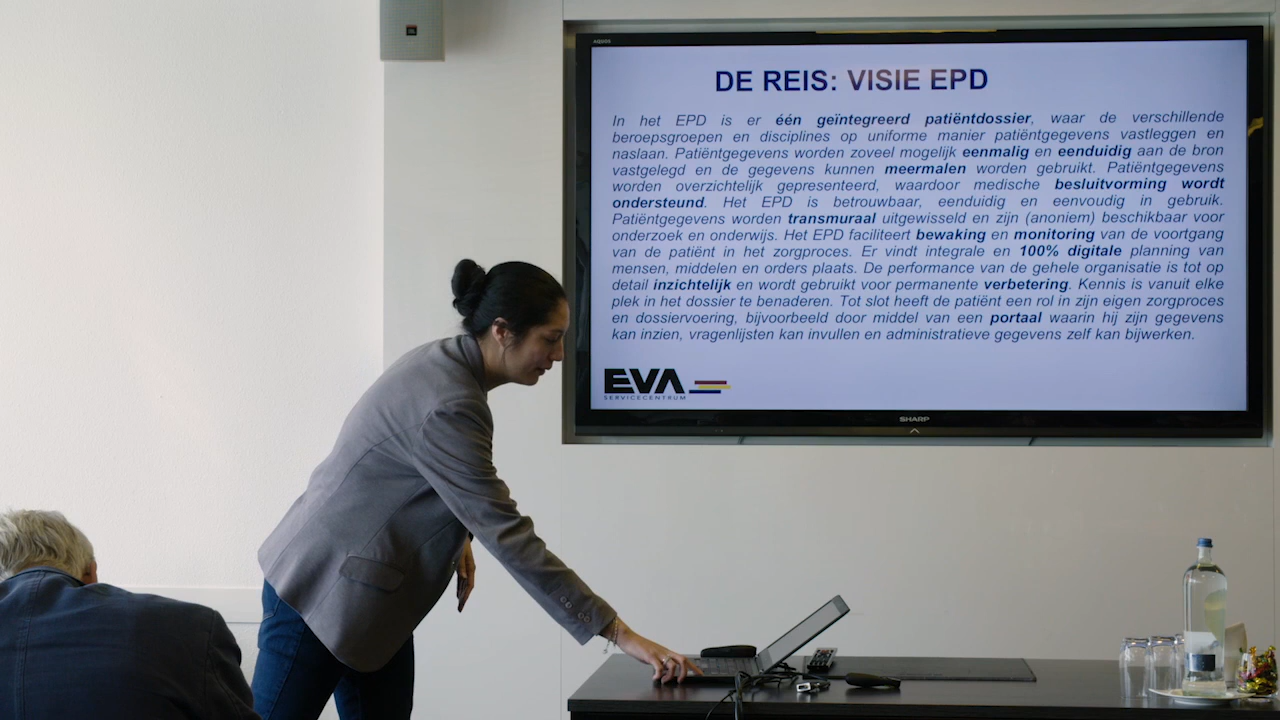 JBL
AQUOS
DE REIS: VISIE EPD
In het EPD is er één geïntegreerd patiëntdossier, waar de verschillende
beroepsgroepen en disciplines op uniforme manier patiëntgegevens vastleggen en
naslaan. Patiëntgegevens worden zoveel mogelijk eenmalig en eenduidig aan de bron
vastgelegd en de gegevens kunnen meermalen worden gebruikt. Patiëntgegevens
worden overzichtelijk gepresenteerd, waardoor medische besluitvorming wordt
ondersteund. Het EPD is betrouwbaar, eenduidig en eenvoudig in gebruik.
Patiëntgegevens worden transmuraal uitgewisseld en zijn (anoniem) beschikbaar voor
onderzoek en onderwijs. Het EPD faciliteert bewaking en monitoring van de voortgang
van de patiënt in het zorgproces. Er vindt integrale en 100% digitale planning van
mensen, middelen en orders plaats. De performance van de gehele organisatie is tot op
detail inzichtelijk en wordt gebruikt voor permanente verbetering. Kennis is vanuit elke
plek in het dossier te benaderen. Tot slot heeft de patiënt een rol in zijn eigen zorgproces
en dossiervoering, bijvoorbeeld door middel van een portaal waarin hij zijn gegevens
kan inzien, vragenlijsten kan invullen en administratieve gegevens zelf kan bijwerken.
EVA
SERVICECENTRUM
SHARP